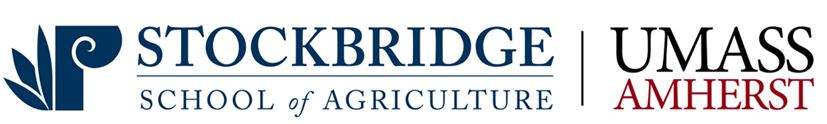 STOCKBRIDGE
SCHOOL of AGRICULTURE
UMASS
AMHERST